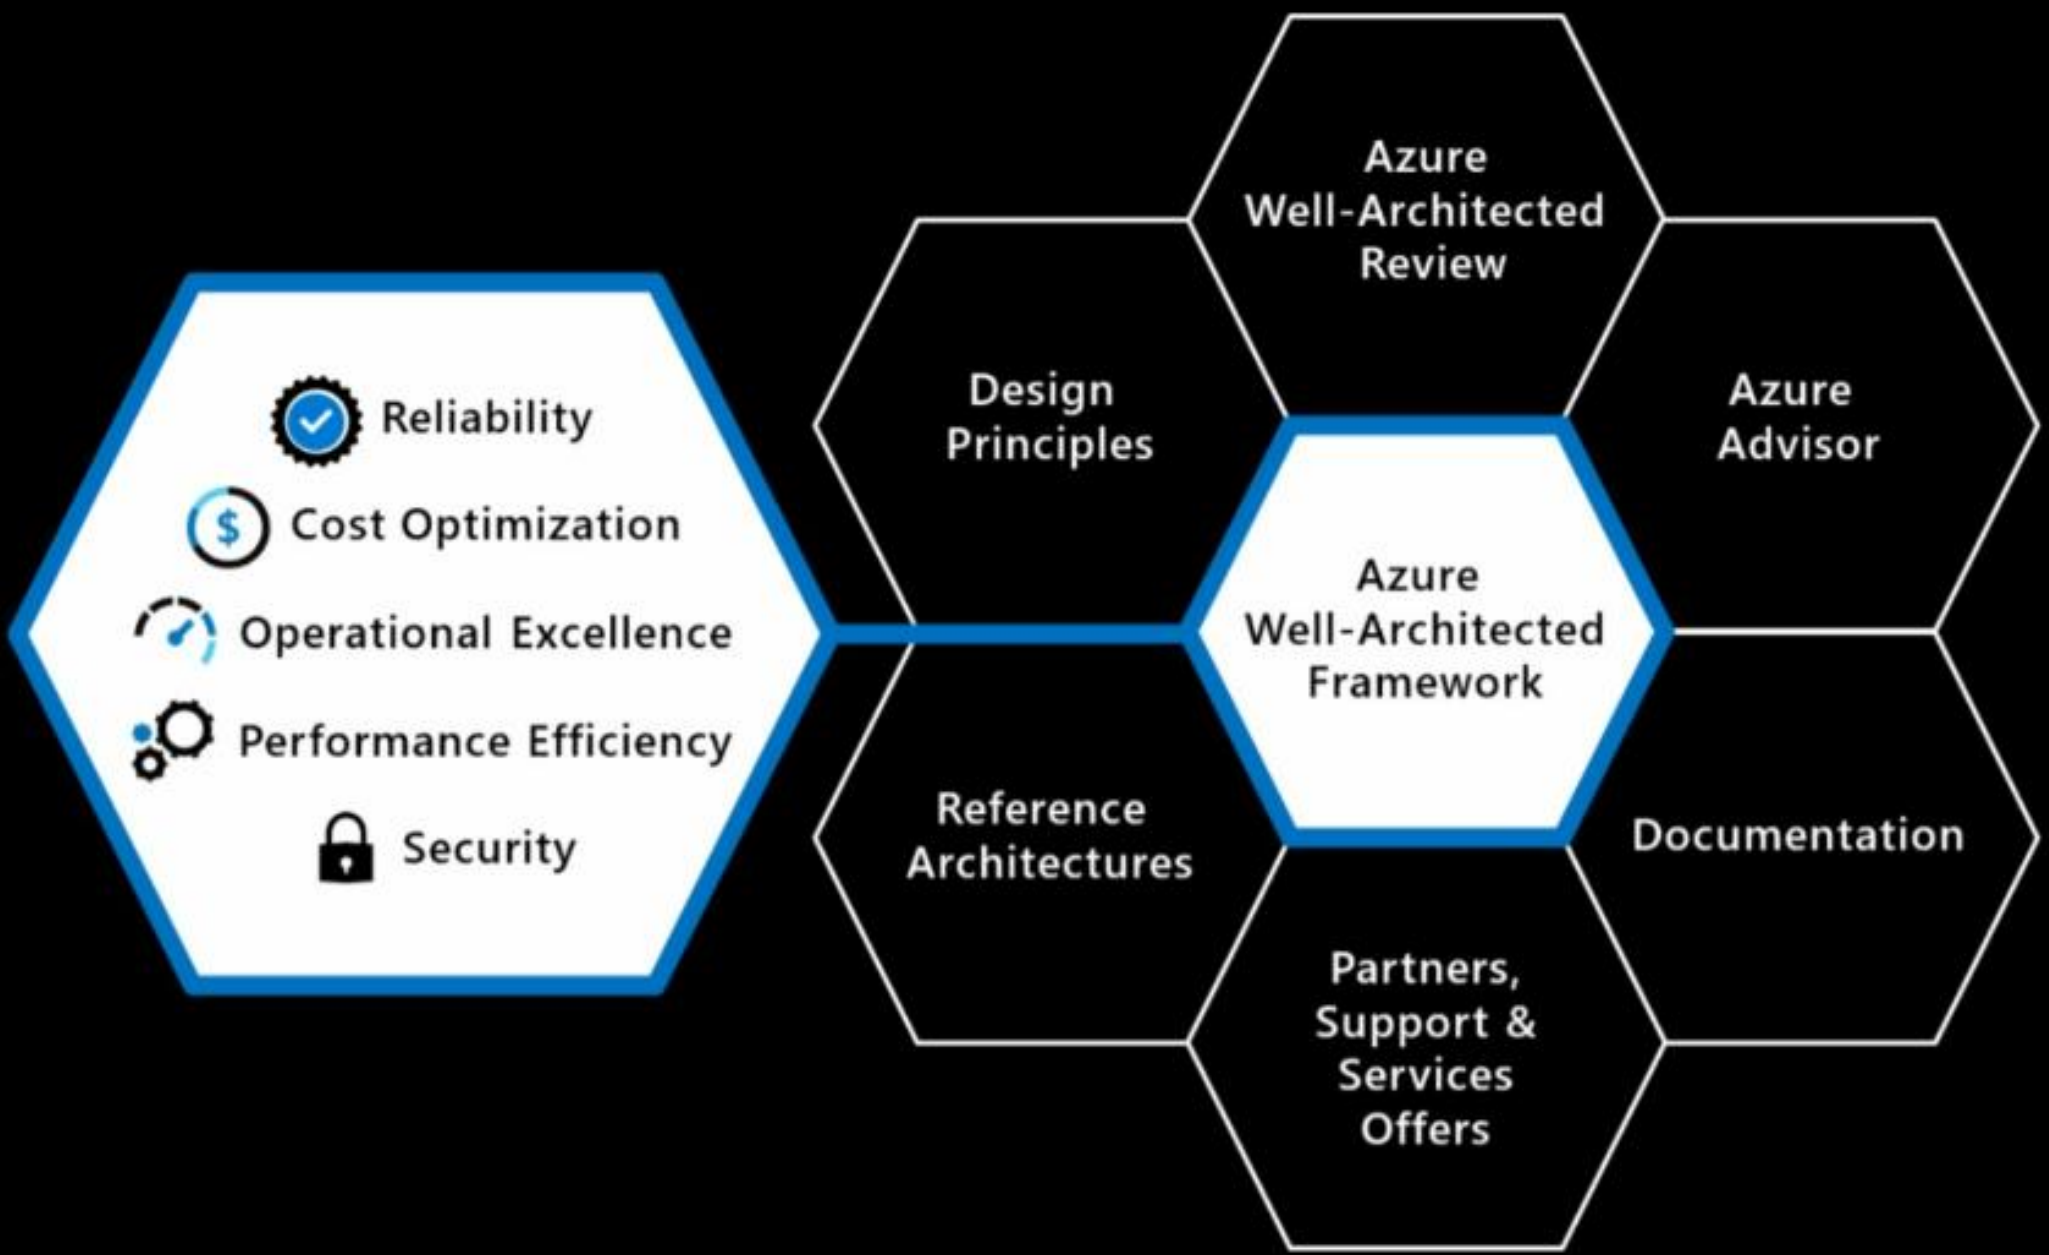 Reliability
$
Cost Optimization
Operational Excellence
Performance Efficiency
Security
Azure
Well-Architected
Review
Design
Principles
Azure
Advisor
Azure
Well-Architected
Framework
Reference
Architectures
Documentation
Partners,
Support &
Services
Offers